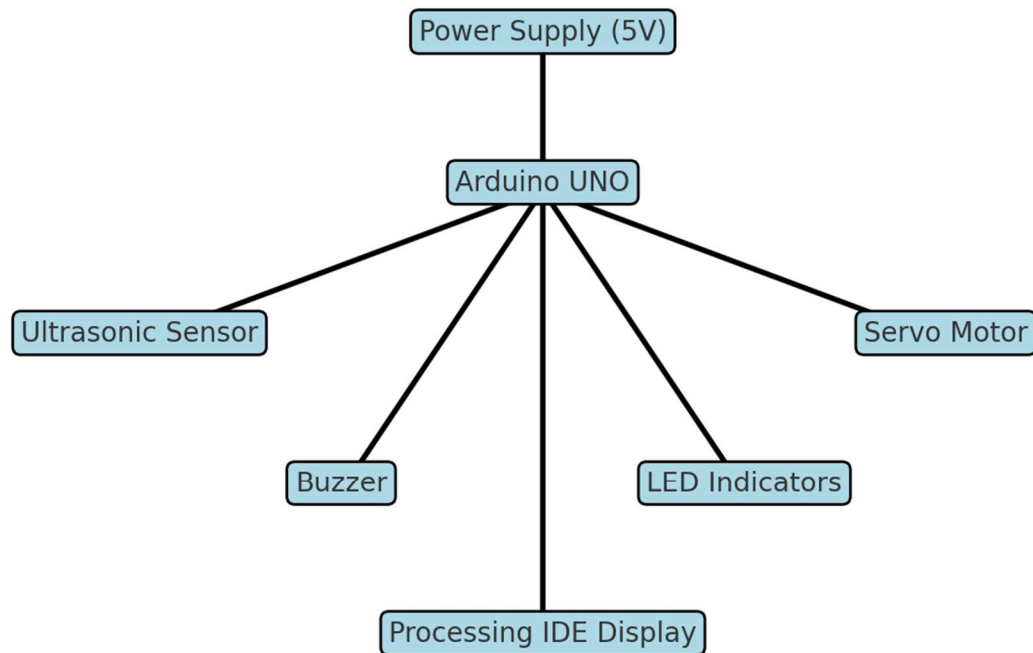 Power Supply (5V)
Arduino UNO
Ultrasonic Sensor
Servo Motor
Buzzer
LED Indicators
Processing IDE Display